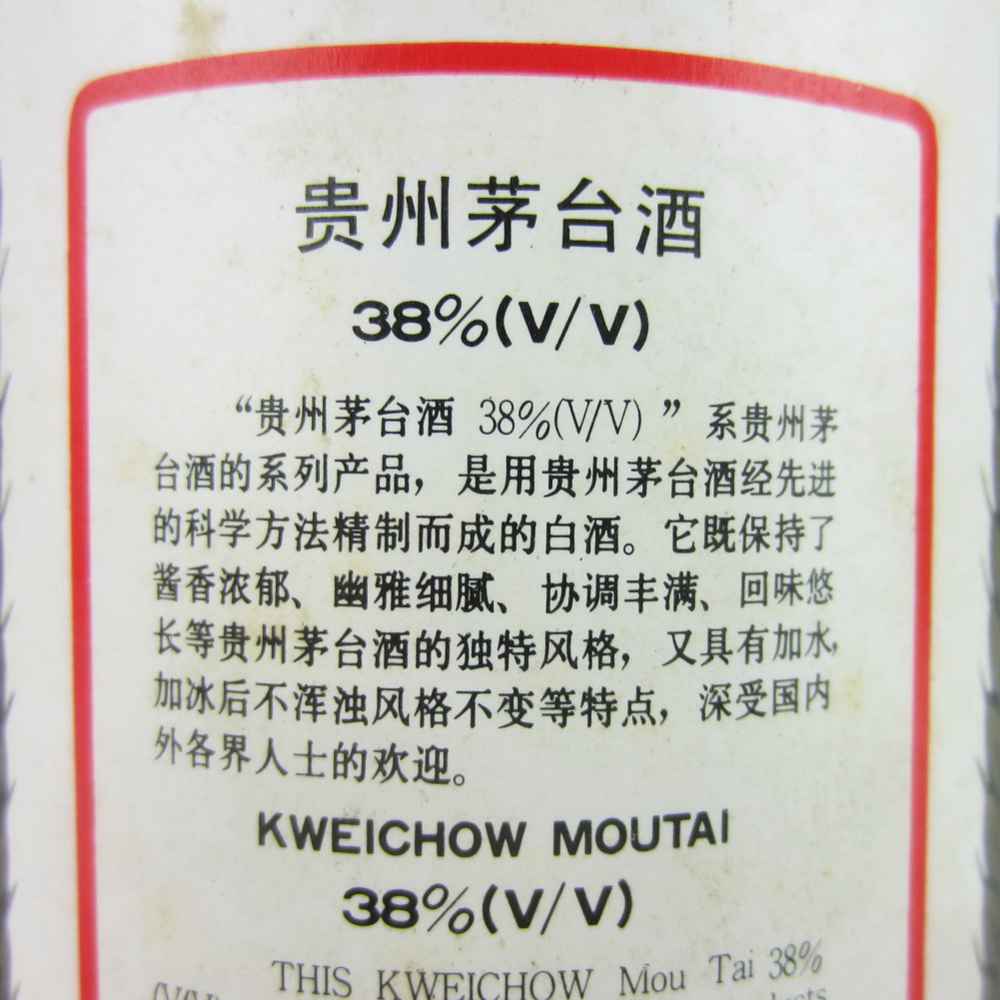 贵州茅台酒
38%(V/V)
“贵州茅台酒 38%(V/V)”系贵州茅
台酒的系列产品，是用贵州茅台酒经先进
的科学方法精制而成的白酒。它既保持了
酱香浓郁、幽雅细腻、协调丰满、回味悠
长等贵州茅台酒的独特风格，又具有加水,
加冰后不浑浊风格不变等特点，深受国内
外各界人士的欢迎。
KWEICHOW MOUTAI
38%(V/V)
THIS KWEICHOW Mou Tai 38%